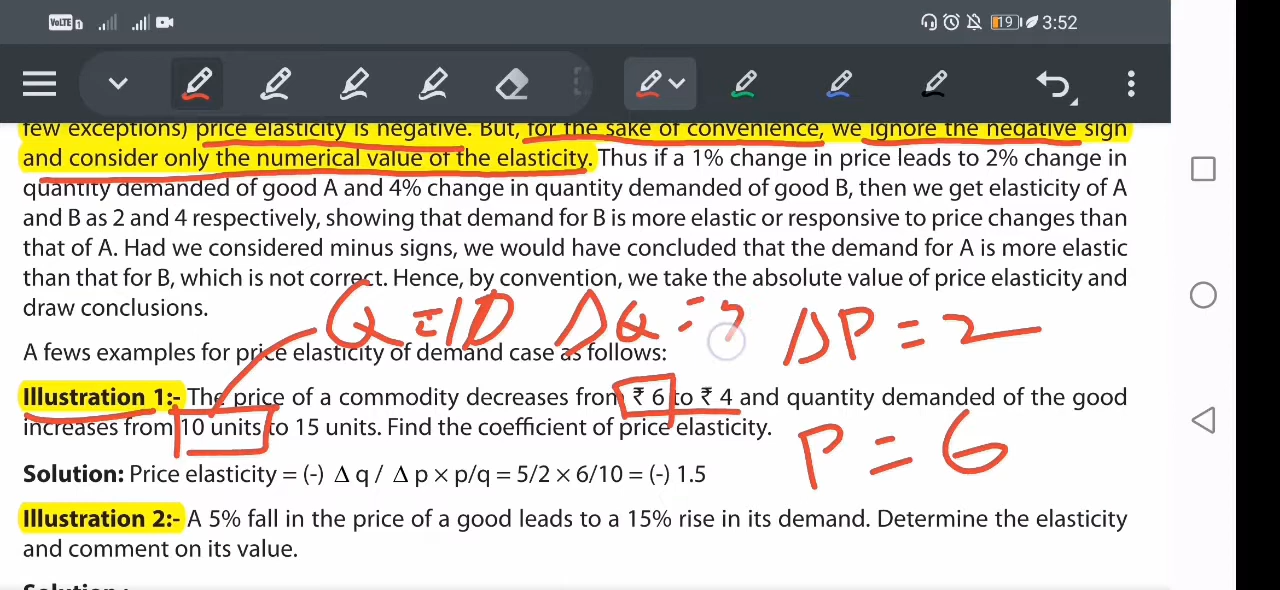 VoLTE 19 3:52
few exceptions) price elasticity is negative. But, for the sake of convenience, we ignore the negative sign
and consider only the numerical value of the elasticity. Thus if a 1% change in price leads to 2% change in
quantity demanded of good A and 4% change in quantity demanded of good B, then we get elasticity of A
and B as 2 and 4 respectively, showing that demand for B is more elastic or responsive to price changes than
that of A. Had we considered minus signs, we would have concluded that the demand for A is more elastic
than that for B, which is not correct. Hence, by convention, we take the absolute value of price elasticity and
draw conclusions.
Q = 10 ΔQ = ? ΔP = 2
A fews examples for price elasticity of demand case as follows:
Illustration 1:- The price of a commodity decreases from ₹ 6 to ₹ 4 and quantity demanded of the good
increases from 10 units to 15 units. Find the coefficient of price elasticity.
P = 6
Solution: Price elasticity = (-) Δ q / Δ p × p/q = 5/2 × 6/10 = (-) 1.5
Illustration 2:- A 5% fall in the price of a good leads to a 15% rise in its demand. Determine the elasticity
and comment on its value.